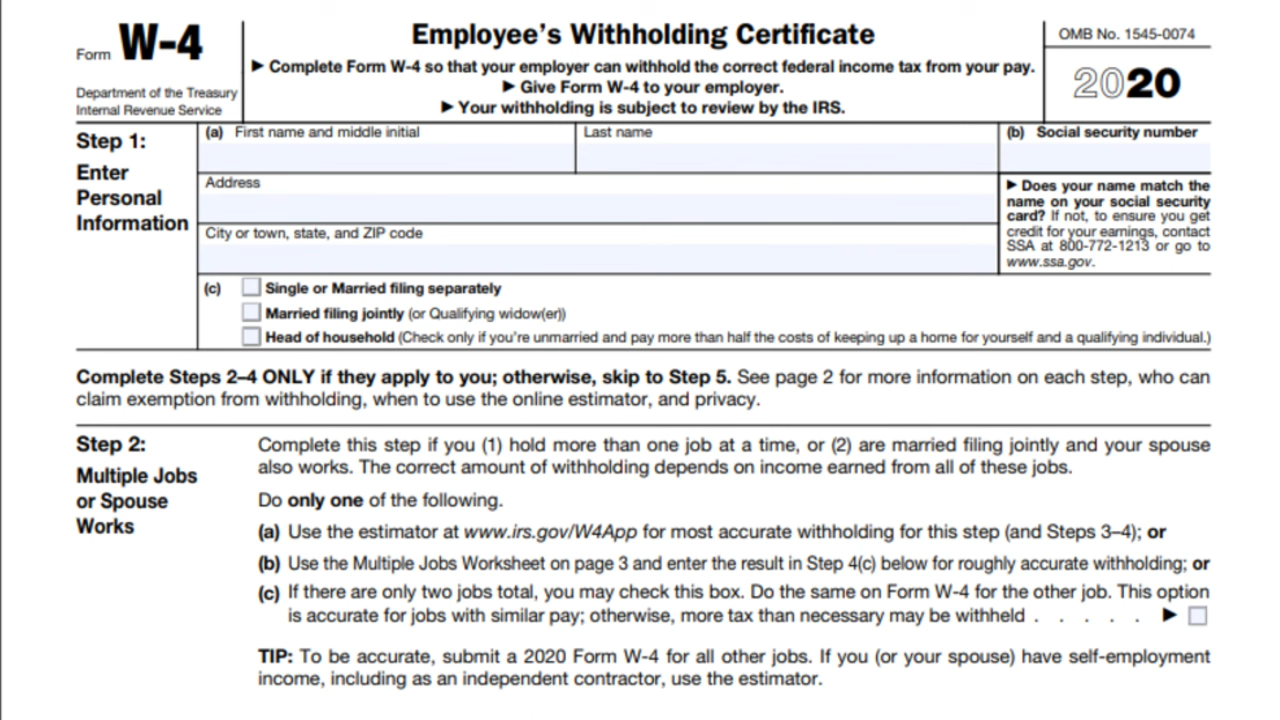 Form W-4
Department of the Treasury
Internal Revenue Service
Employee's Withholding Certificate
▶ Complete Form W-4 so that your employer can withhold the correct federal income tax from your pay.
▶ Give Form W-4 to your employer.
▶ Your withholding is subject to review by the IRS.
OMB No. 1545-0074
2020
Step 1:
Enter
Personal
Information
(a) First name and middle initial
Last name
(b) Social security number
Address
City or town, state, and ZIP code
▶ Does your name match the
name on your social security
card? If not, to ensure you get
credit for your earnings, contact
SSA at 800-772-1213 or go to
www.ssa.gov.
(c) Single or Married filing separately
Married filing jointly (or Qualifying widow(er))
Head of household (Check only if you're unmarried and pay more than half the costs of keeping up a home for yourself and a qualifying individual.)
Complete Steps 2–4 ONLY if they apply to you; otherwise, skip to Step 5. See page 2 for more information on each step, who can
claim exemption from withholding, when to use the online estimator, and privacy.
Step 2:
Multiple Jobs
or Spouse
Works
Complete this step if you (1) hold more than one job at a time, or (2) are married filing jointly and your spouse
also works. The correct amount of withholding depends on income earned from all of these jobs.
Do only one of the following.
(a) Use the estimator at www.irs.gov/W4App for most accurate withholding for this step (and Steps 3–4); or
(b) Use the Multiple Jobs Worksheet on page 3 and enter the result in Step 4(c) below for roughly accurate withholding; or
(c) If there are only two jobs total, you may check this box. Do the same on Form W-4 for the other job. This option
is accurate for jobs with similar pay; otherwise, more tax than necessary may be withheld . . . . . ▶
TIP: To be accurate, submit a 2020 Form W-4 for all other jobs. If you (or your spouse) have self-employment
income, including as an independent contractor, use the estimator.